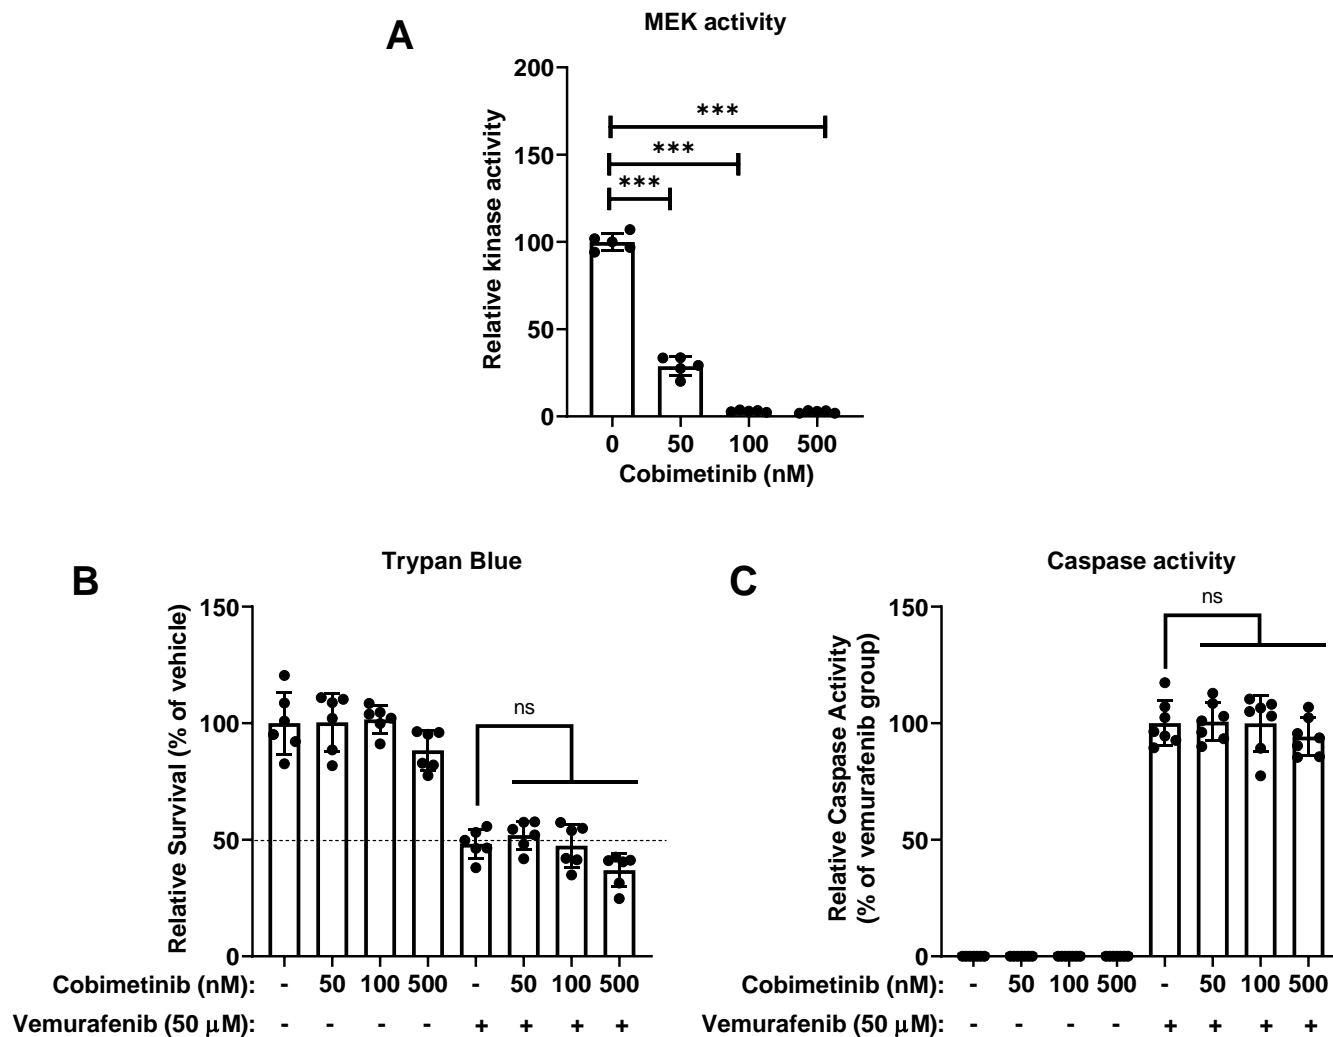 A
MEK activity
Relative kinase activity
200
150
100
50
0
***
***
***
0 50 100 500
Cobimetinib (nM)
B
Trypan Blue
Relative Survival (% of vehicle)
150
100
50
0
ns
Cobimetinib (nM): - 50 100 500 - 50 100 500
Vemurafenib (50 μM): - - - - + + + +
C
Caspase activity
Relative Caspase Activity
(% of vemurafenib group)
150
100
50
0
ns
Cobimetinib (nM): - 50 100 500 - 50 100 500
Vemurafenib (50 μM): - - - - + + + +